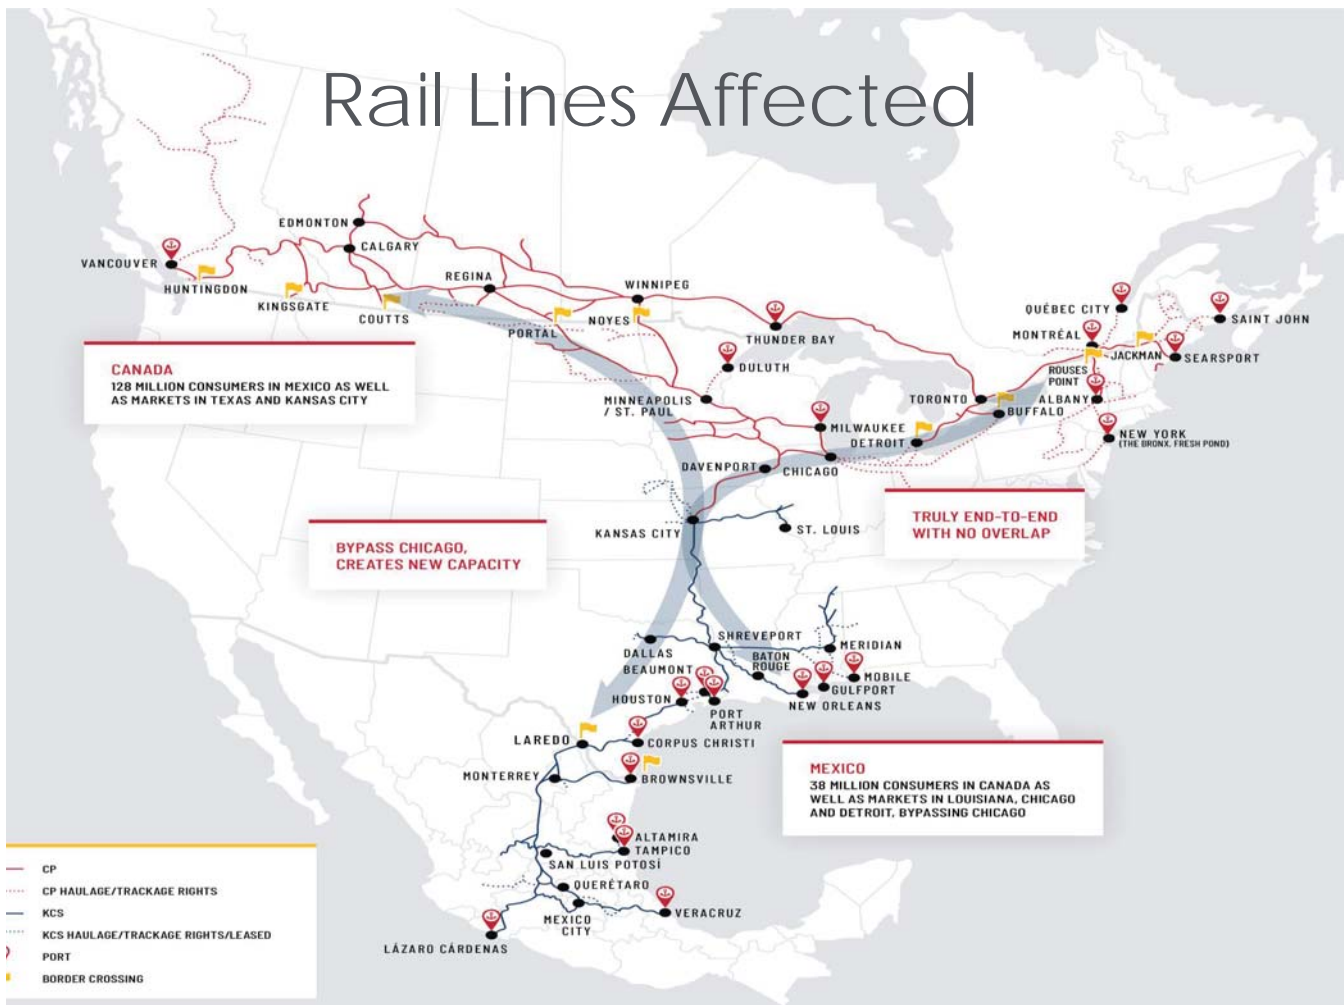 Rail Lines Affected
EDMONTON
CALGARY
VANCOUVER
HUNTINGDON
KINGSGATE
COUTTS
REGINA
WINNIPEG
PORTAL
NOYES
THUNDER BAY
DULUTH
MINNEAPOLIS
/ ST. PAUL
MILWAUKEE
DETROIT
DAVENPORT
CHICAGO
TORONTO
BUFFALO
ALBANY
ROUSES
POINT
MONTRÉAL
QUÉBEC CITY
JACKMAN
SAINT JOHN
SEARSPORT
NEW YORK
(THE BRONX, FRESH POND)
CANADA
128 MILLION CONSUMERS IN MEXICO AS WELL
AS MARKETS IN TEXAS AND KANSAS CITY
BYPASS CHICAGO,
CREATES NEW CAPACITY
TRULY END-TO-END
WITH NO OVERLAP
KANSAS CITY
ST. LOUIS
SHREVEPORT
MERIDIAN
DALLAS
BATON
ROUGE
BEAUMONT
MOBILE
GULFPORT
NEW ORLEANS
HOUSTON
PORT
ARTHUR
LAREDO
CORPUS CHRISTI
MONTERREY
BROWNSVILLE
MEXICO
38 MILLION CONSUMERS IN CANADA AS
WELL AS MARKETS IN LOUISIANA, CHICAGO
AND DETROIT, BYPASSING CHICAGO
ALTAMIRA
TAMPICO
SAN LUIS POTOSÍ
QUERÉTARO
MEXICO
CITY
VERACRUZ
LÁZARO CÁRDENAS
CP
CP HAULAGE/TRACKAGE RIGHTS
KCS
KCS HAULAGE/TRACKAGE RIGHTS/LEASED
PORT
BORDER CROSSING